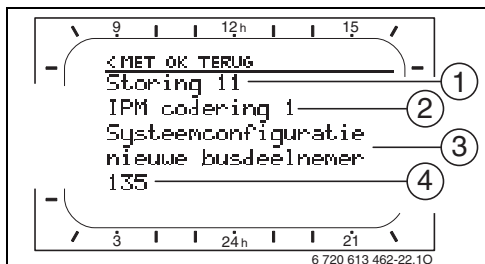 9 12h 15
< MET OK TERUG
Storing 11
1
IPM codering 1
2
Systeemconfiguratie
nieuwe busdeelnemer
3
135
4
3 24h 21
6 720 613 462-22.1O